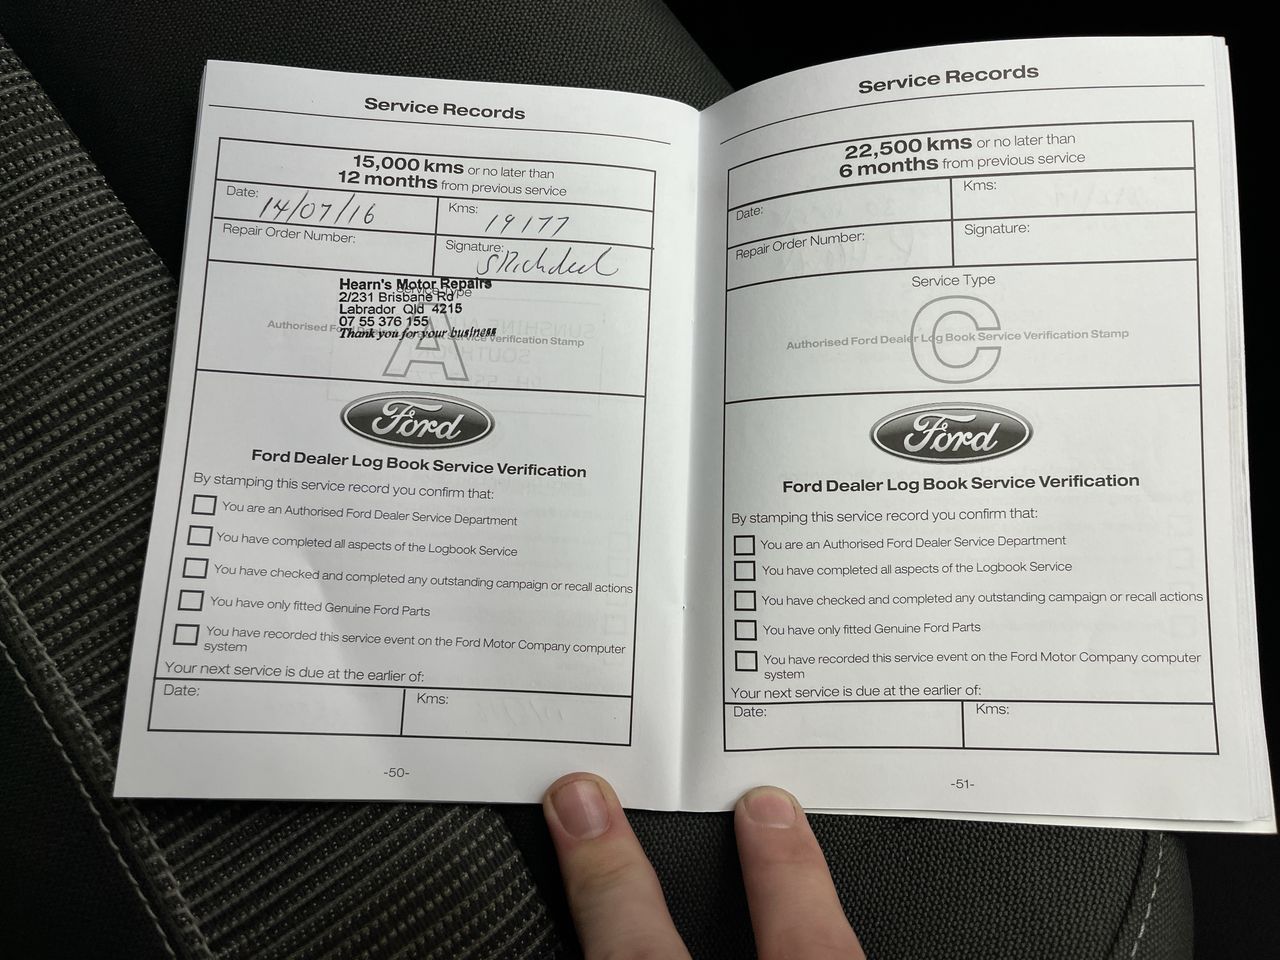 Service Records
15,000 kms or no later than
12 months from previous service
Date: 14/07/16
Kms: 19177
Repair Order Number:
Signature:
Service Type
Hearn's Motor Repairs
2/231 Brisbane Rd
Labrador Qld 4215
07 55 376 155
Thank you for your business
A
Authorised Ford Service Verification Stamp
Ford
Ford Dealer Log Book Service Verification
By stamping this service record you confirm that:
You are an Authorised Ford Dealer Service Department
You have completed all aspects of the Logbook Service
You have checked and completed any outstanding campaign or recall actions
You have only fitted Genuine Ford Parts
You have recorded this service event on the Ford Motor Company computer
system
Your next service is due at the earlier of:
Date:
Kms:
-50-
Service Records
22,500 kms or no later than
6 months from previous service
Date:
Kms:
Repair Order Number:
Signature:
Service Type
C
Authorised Ford Dealer Log Book Service Verification Stamp
Ford
Ford Dealer Log Book Service Verification
By stamping this service record you confirm that:
You are an Authorised Ford Dealer Service Department
You have completed all aspects of the Logbook Service
You have checked and completed any outstanding campaign or recall actions
You have only fitted Genuine Ford Parts
You have recorded this service event on the Ford Motor Company computer
system
Your next service is due at the earlier of:
Date:
Kms:
-51-